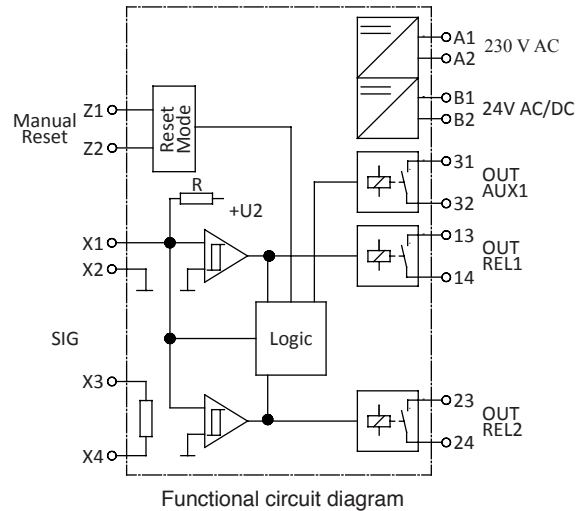 A1
230 V AC
A2
B1
24V AC/DC
B2
Manual
Reset
Z1
Z2
Reset
Mode
31
OUT
AUX1
32
R
+U2
X1
X2
13
OUT
REL1
14
SIG
Logic
X3
X4
23
OUT
REL2
24
Functional circuit diagram